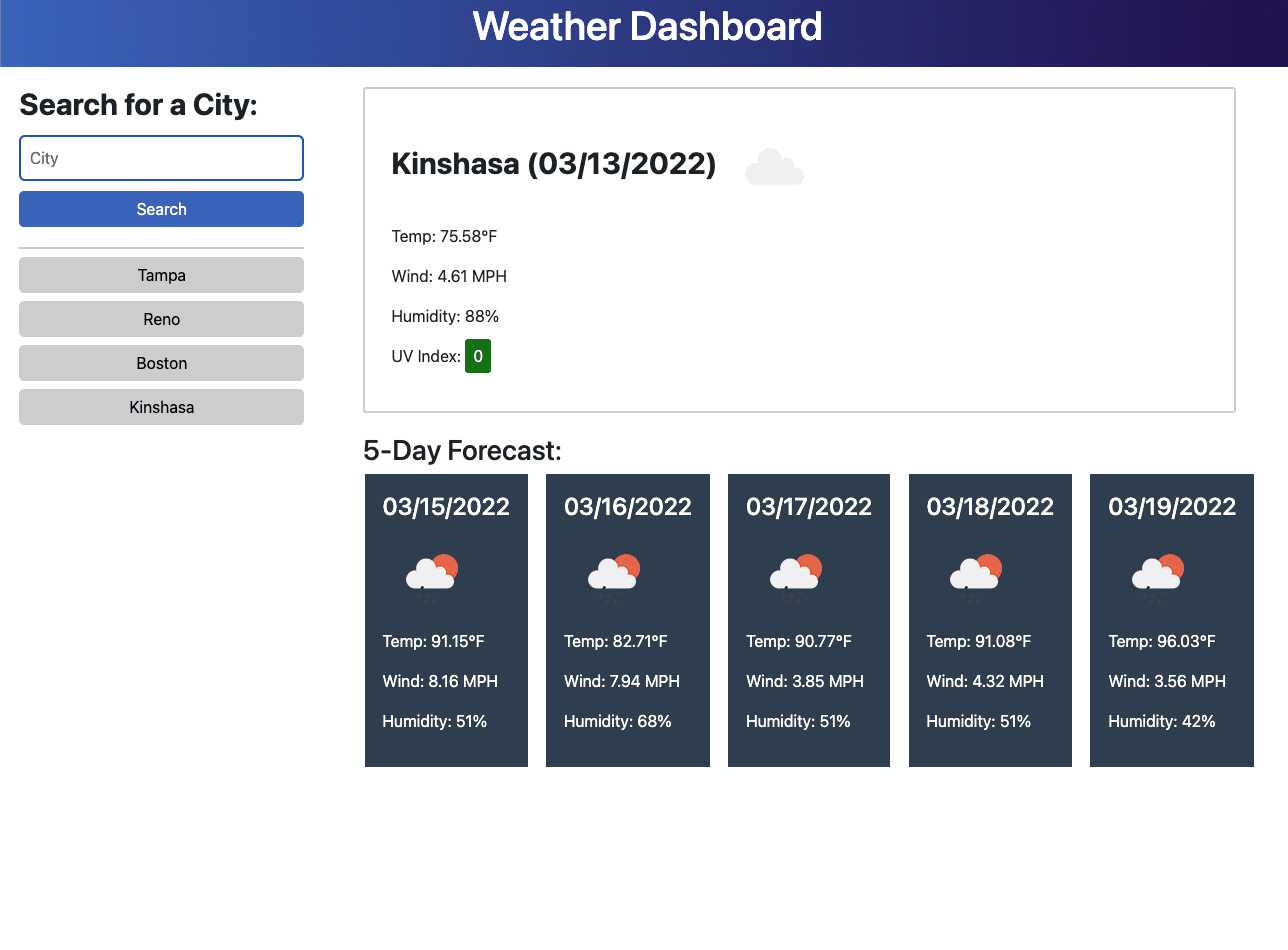 Weather Dashboard
Search for a City:
City
Search
Tampa
Reno
Boston
Kinshasa
Kinshasa (03/13/2022)
Temp: 75.58°F
Wind: 4.61 MPH
Humidity: 88%
UV Index: 0
5-Day Forecast:
03/15/2022
Temp: 91.15°F
Wind: 8.16 MPH
Humidity: 51%
03/16/2022
Temp: 82.71°F
Wind: 7.94 MPH
Humidity: 68%
03/17/2022
Temp: 90.77°F
Wind: 3.85 MPH
Humidity: 51%
03/18/2022
Temp: 91.08°F
Wind: 4.32 MPH
Humidity: 51%
03/19/2022
Temp: 96.03°F
Wind: 3.56 MPH
Humidity: 42%